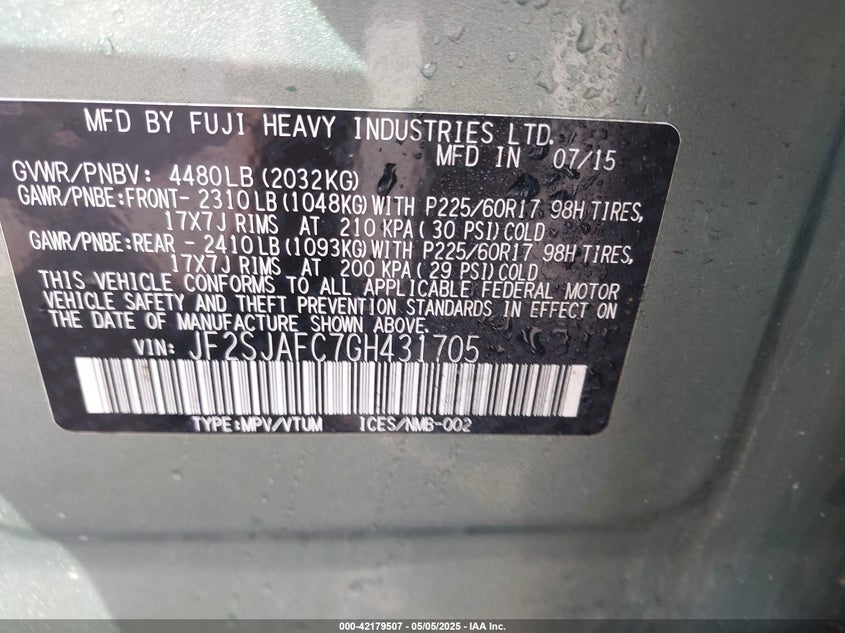 MFD BY FUJI HEAVY INDUSTRIES LTD.
MFD IN 07/15
GVWR/PNBV: 4480LB (2032KG)
GAWR/PNBE:FRONT- 2310LB (1048KG) WITH P225/60R17 98H TIRES,
17X7J RIMS AT 210 KPA ( 30 PSI) COLD
GAWR/PNBE:REAR - 2410LB (1093KG) WITH P225/60R17 98H TIRES,
17X7J RIMS AT 200 KPA (29 PSI) COLD
THIS VEHICLE CONFORMS TO ALL APPLICABLE FEDERAL MOTOR
VEHICLE SAFETY AND THEFT PREVENTION STANDARDS IN EFFECT ON
THE DATE OF MANUFACTURE SHOWN ABOVE.
VIN: JF2SJAFC7GH431705
TYPE:MPV/VTUM ICES/NMB-002
000-42179507 - 05/05/2025 - IAA Inc.